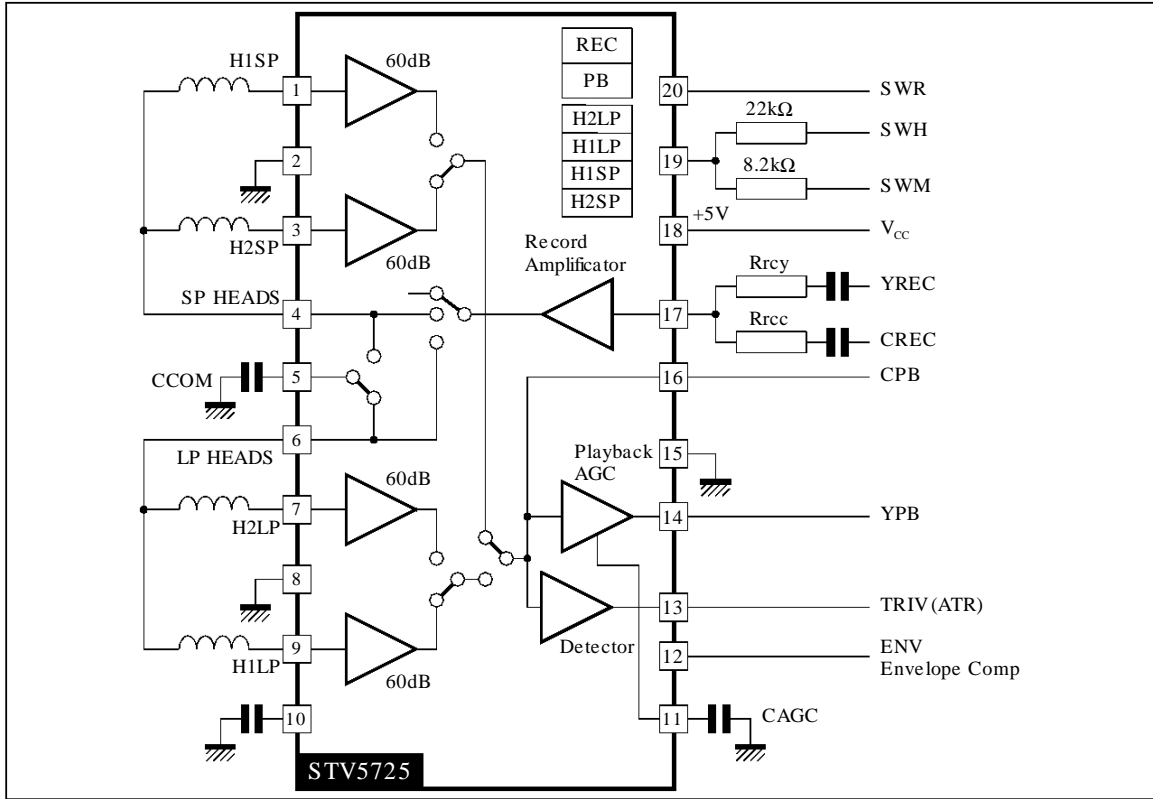 H1SP
60dB
REC
PB
1
20
SWR
H2LP
22kΩ
SWH
H1LP
2
19
H1SP
8.2kΩ
SWM
H2SP
+5V
3
18
VCC
H2SP
60dB
Record
Amplificator
Rrcy
YREC
SP HEADS
4
17
Rrcc
CREC
CCOM
5
16
CPB
6
LP HEADS
60dB
Playback
AGC
15
7
14
YPB
H2LP
8
13
TRIV(ATR)
9
Detector
12
ENV
Envelope Comp
H1LP
60dB
10
11
CAGC
STV5725